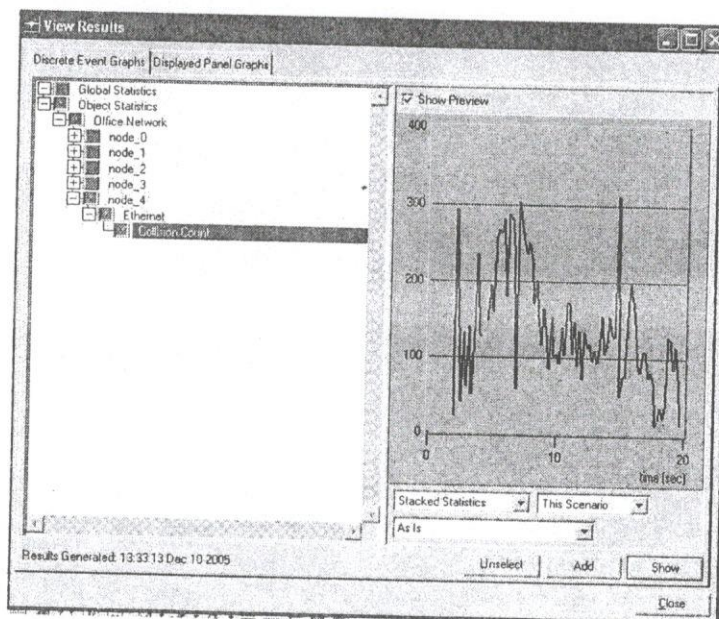 View Results
Discrete Event Graphs Displayed Panel Graphs
Global Statistics
Object Statistics
Office Network
node_0
node_1
node_2
node_3
node_4
Ethernet
Collision Count
Show Preview
400
300
200
100
0
0 10 20
time (sec)
Stacked Statistics This Scenario
As Is
Results Generated: 13:33:13 Dec 10 2005
Unselect Add Show
Close